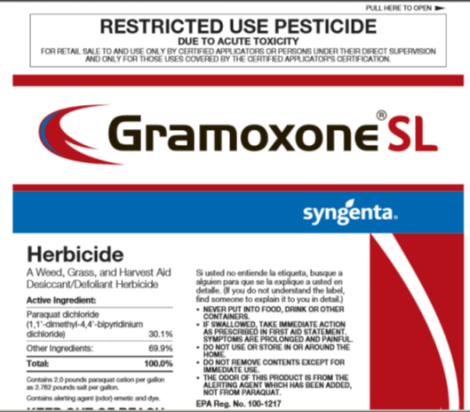 PULL HERE TO OPEN ►
RESTRICTED USE PESTICIDE
DUE TO ACUTE TOXICITY
FOR RETAIL SALE TO AND USE ONLY BY CERTIFIED APPLICATORS OR PERSONS UNDER THEIR DIRECT SUPERVISION
AND ONLY FOR THOSE USES COVERED BY THE CERTIFIED APPLICATOR'S CERTIFICATION.
Gramoxone® SL
syngenta®
Herbicide
A Weed, Grass, and Harvest Aid
Desiccant/Defoliant Herbicide
Active Ingredient:
Paraquat dichloride
(1,1'-dimethyl-4,4'-bipyridinium
dichloride) 30.1%
Other Ingredients: 69.9%
Total: 100.0%
Contains 2.0 pounds paraquat cation per gallon
as 2.762 pounds salt per gallon.
Contains alerting agent (odor) emetic and dye.
KEEP OUT OF REACH
Si usted no entiende la etiqueta, busque a
alguien para que se la explique a usted en
detalle. (If you do not understand the label,
find someone to explain it to you in detail.)
• NEVER PUT INTO FOOD, DRINK OR OTHER
CONTAINERS.
• IF SWALLOWED, TAKE IMMEDIATE ACTION
AS PRESCRIBED IN FIRST AID STATEMENT.
SYMPTOMS ARE PROLONGED AND PAINFUL.
• DO NOT USE OR STORE IN OR AROUND THE
HOME.
• DO NOT REMOVE CONTENTS EXCEPT FOR
IMMEDIATE USE.
• THE ODOR OF THIS PRODUCT IS FROM THE
ALERTING AGENT WHICH HAS BEEN ADDED,
NOT FROM PARAQUAT.
EPA Reg. No. 100-1217